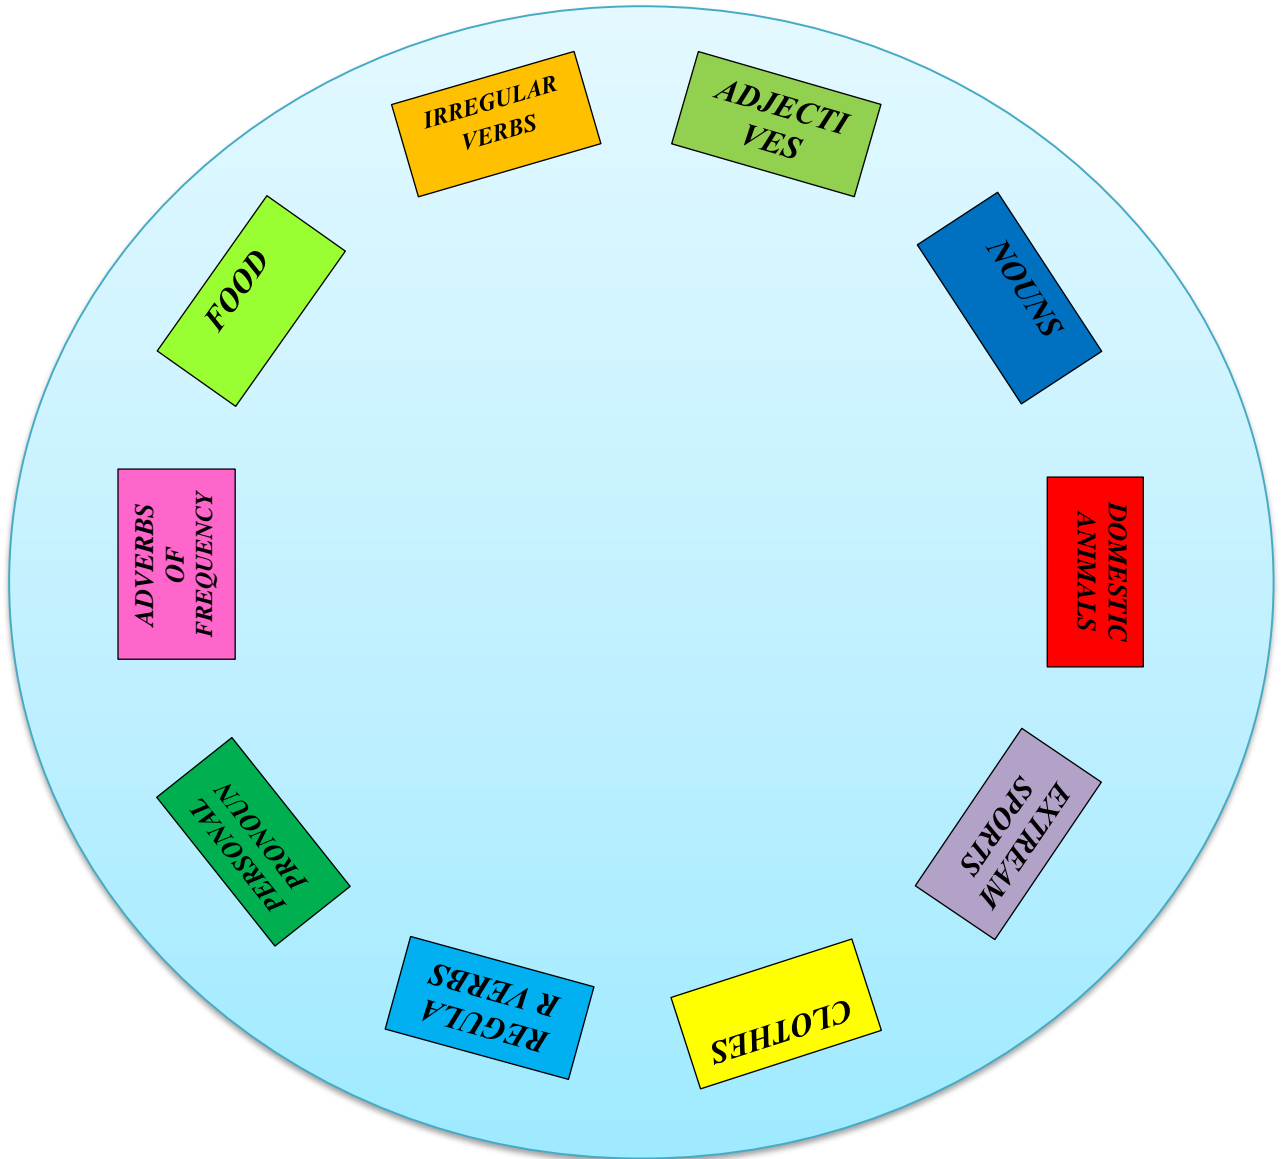 IRREGULAR
VERBS
ADJECTI
VES
NOUNS
DOMESTIC
ANIMALS
EXTREAM
SPORTS
CLOTHES
REGULA
R VERBS
PERSONAL
PRONOUN
ADVERBS
OF
FREQUENCY
FOOD